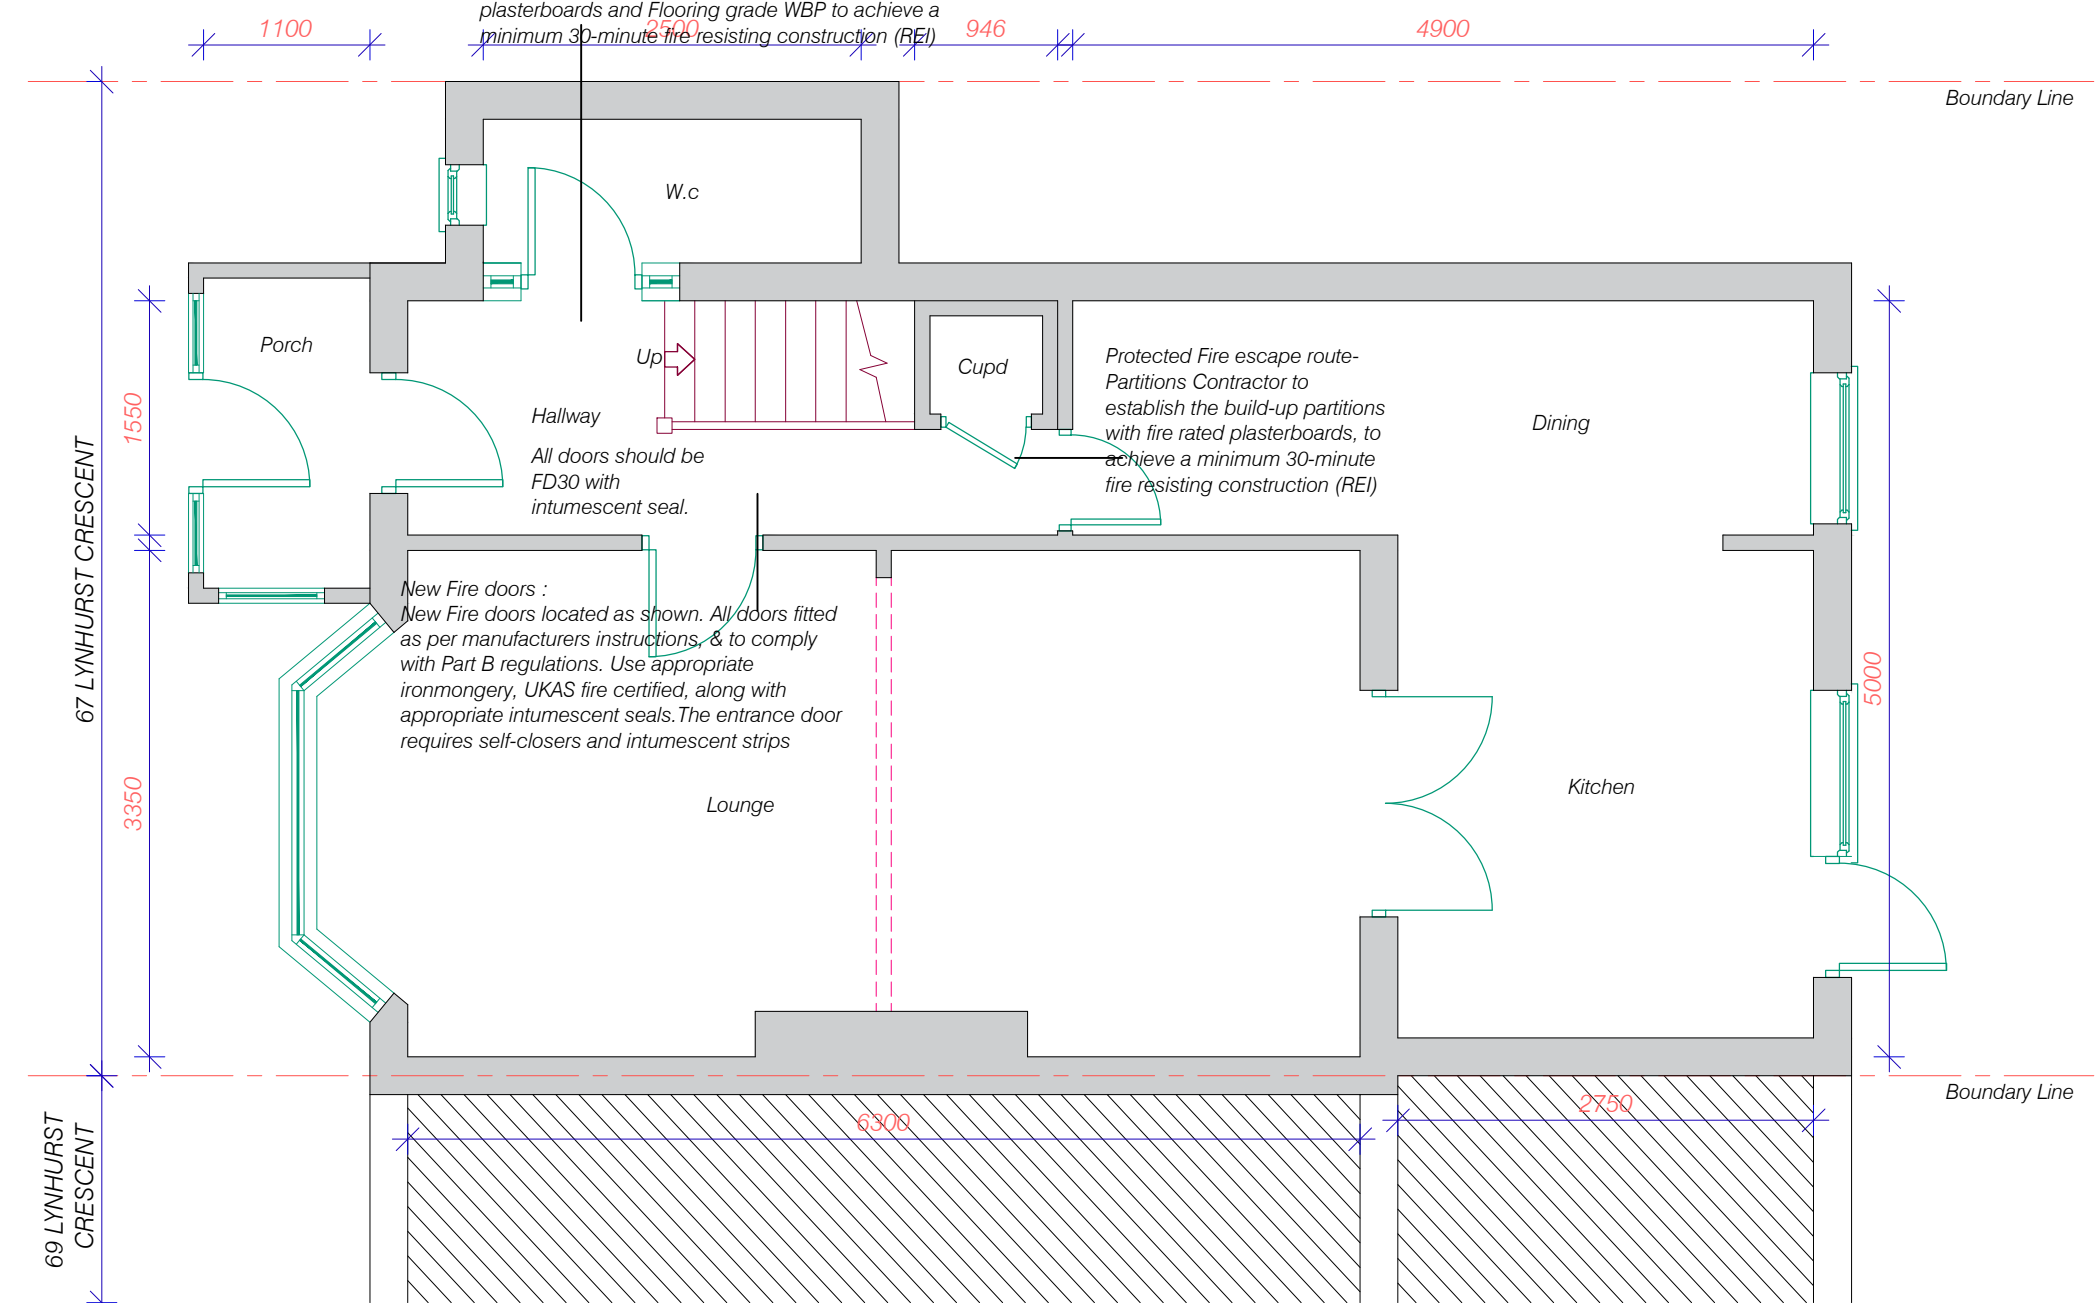 plasterboards and Flooring grade WBP to achieve a
minimum 30-minute fire resisting construction (REI)
1100
2500
946
4900
Boundary Line
W.c
Porch
Up
Cupd
Hallway
All doors should be
FD30 with
intumescent seal.
Protected Fire escape route-
Partitions Contractor to
establish the build-up partitions
with fire rated plasterboards, to
achieve a minimum 30-minute
fire resisting construction (REI)
Dining
1550
67 LYNHURST CRESCENT
New Fire doors :
New Fire doors located as shown. All doors fitted
as per manufacturers instructions, & to comply
with Part B regulations. Use appropriate
ironmongery, UKAS fire certified, along with
appropriate intumescent seals.The entrance door
requires self-closers and intumescent strips
5000
3350
Lounge
Kitchen
Boundary Line
6300
2750
69 LYNHURST
CRESCENT